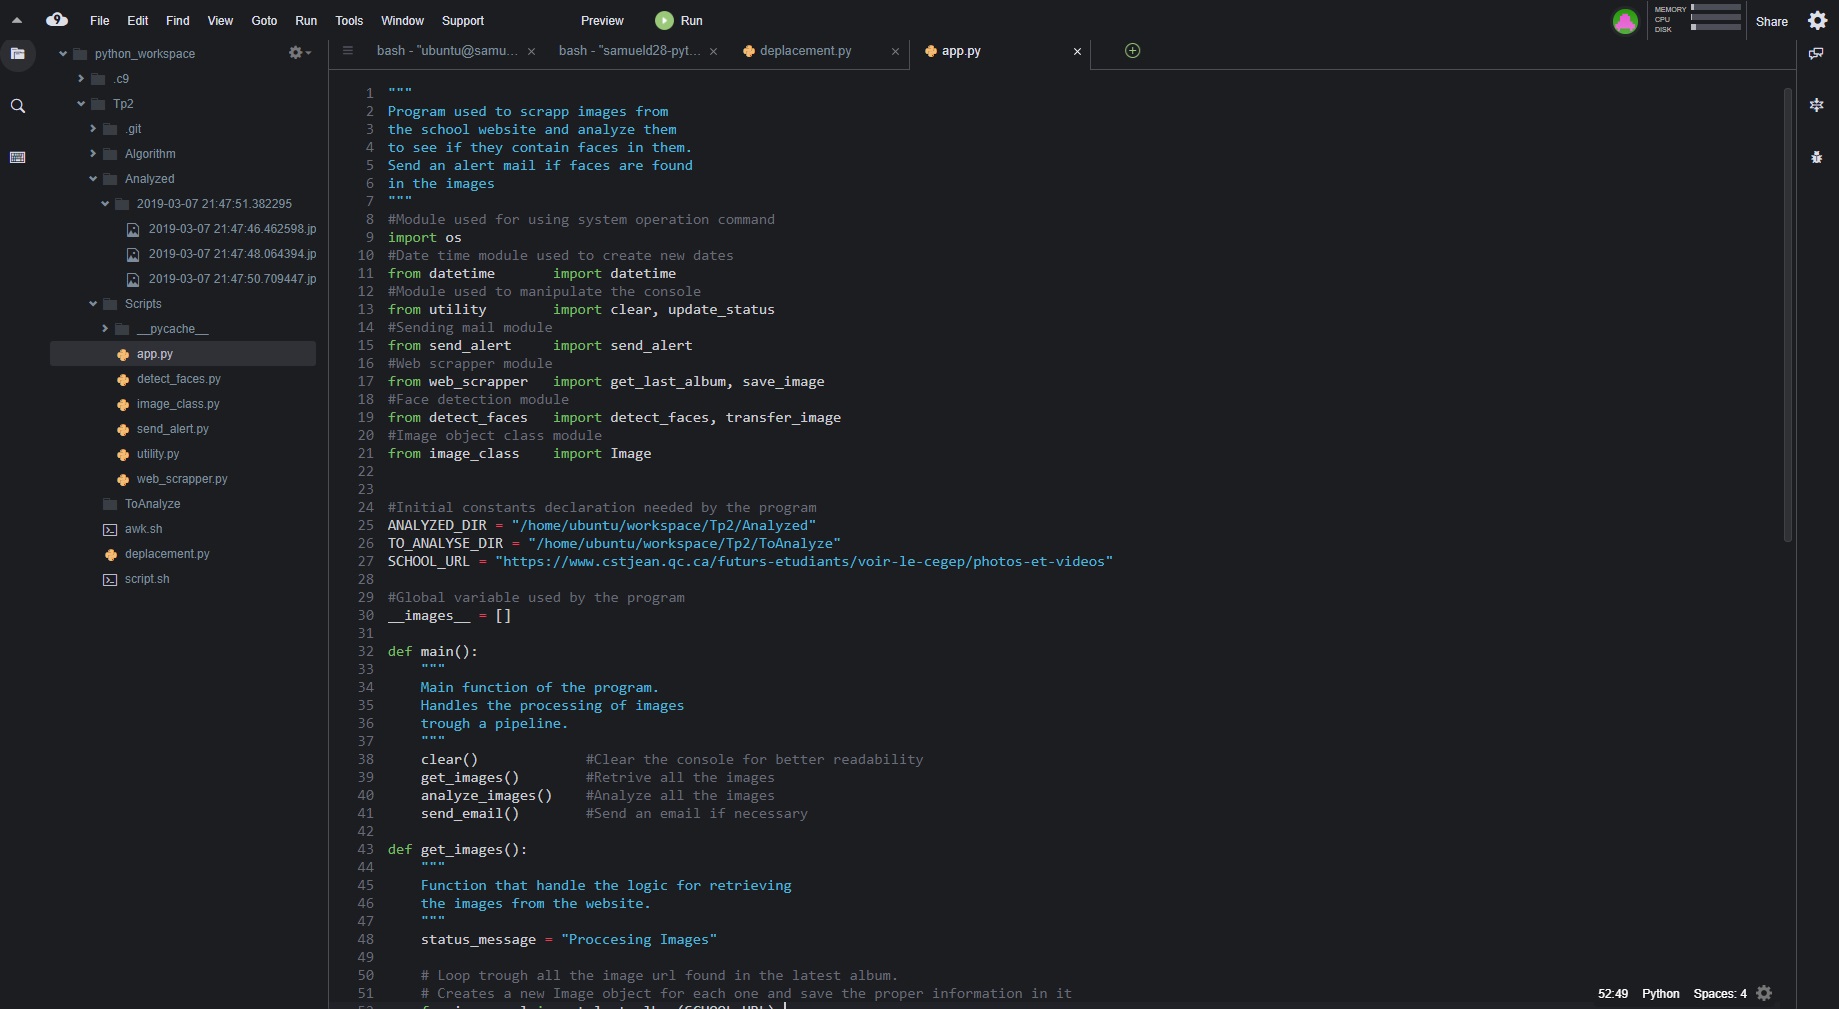 File Edit Find View Goto Run Tools Window Support Preview Run MEMORY CPU DISK Share
python_workspace
.c9
Tp2
.git
Algorithm
Analyzed
2019-03-07 21:47:51.382295
2019-03-07 21:47:46.462598.jp
2019-03-07 21:47:48.064394.jp
2019-03-07 21:47:50.709447.jp
Scripts
__pycache__
app.py
detect_faces.py
image_class.py
send_alert.py
utility.py
web_scrapper.py
ToAnalyze
awk.sh
deplacement.py
script.sh
bash - "ubuntu@samu... × bash - "samueld28-pyt... × deplacement.py × app.py ×
1 """
2 Program used to scrapp images from
3 the school website and analyze them
4 to see if they contain faces in them.
5 Send an alert mail if faces are found
6 in the images
7 """
8 #Module used for using system operation command
9 import os
10 #Date time module used to create new dates
11 from datetime       import datetime
12 #Module used to manipulate the console
13 from utility        import clear, update_status
14 #Sending mail module
15 from send_alert     import send_alert
16 #Web scrapper module
17 from web_scrapper   import get_last_album, save_image
18 #Face detection module
19 from detect_faces   import detect_faces, transfer_image
20 #Image object class module
21 from image_class    import Image
22
23
24 #Initial constants declaration needed by the program
25 ANALYZED_DIR = "/home/ubuntu/workspace/Tp2/Analyzed"
26 TO_ANALYSE_DIR = "/home/ubuntu/workspace/Tp2/ToAnalyze"
27 SCHOOL_URL = "https://www.cstjean.qc.ca/futurs-etudiants/voir-le-cegep/photos-et-videos"
28
29 #Global variable used by the program
30 __images__ = []
31
32 def main():
33     """
34     Main function of the program.
35     Handles the processing of images
36     trough a pipeline.
37     """
38     clear()             #Clear the console for better readability
39     get_images()        #Retrive all the images
40     analyze_images()    #Analyze all the images
41     send_email()        #Send an email if necessary
42
43 def get_images():
44     """
45     Function that handle the logic for retrieving
46     the images from the website.
47     """
48     status_message = "Proccesing Images"
49
50     # Loop trough all the image url found in the latest album.
51     # Creates a new Image object for each one and save the proper information in it
52:49 Python Spaces: 4